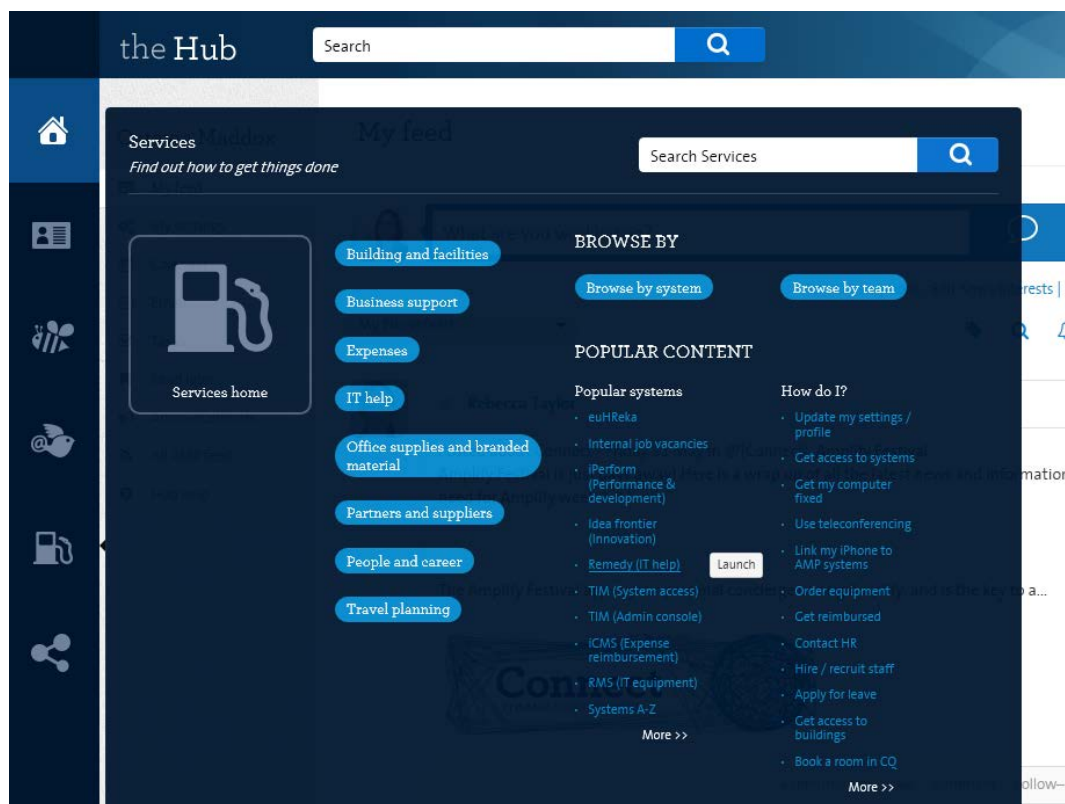 the Hub
Search
My feed
Services
Find out how to get things done
Search Services
Services home
Building and facilities
Business support
Expenses
IT help
Office supplies and branded
material
Partners and suppliers
People and career
Travel planning
BROWSE BY
Browse by system
Browse by team
POPULAR CONTENT
Popular systems
euHReka
Internal job vacancies
iPerform
(Performance &
development)
Idea frontier
(Innovation)
Remedy (IT help)
Launch
TIM (System access)
TIM (Admin console)
iCMS (Expense
reimbursement)
RMS (IT equipment)
Systems A-Z
More >>
How do I?
Update my settings /
profile
Get access to systems
Get my computer
fixed
Use teleconferencing
Link my iPhone to
AMP systems
Order equipment
Get reimbursed
Contact HR
Hire / recruit staff
Apply for leave
Get access to
buildings
Book a room in CQ
More >>
Connect